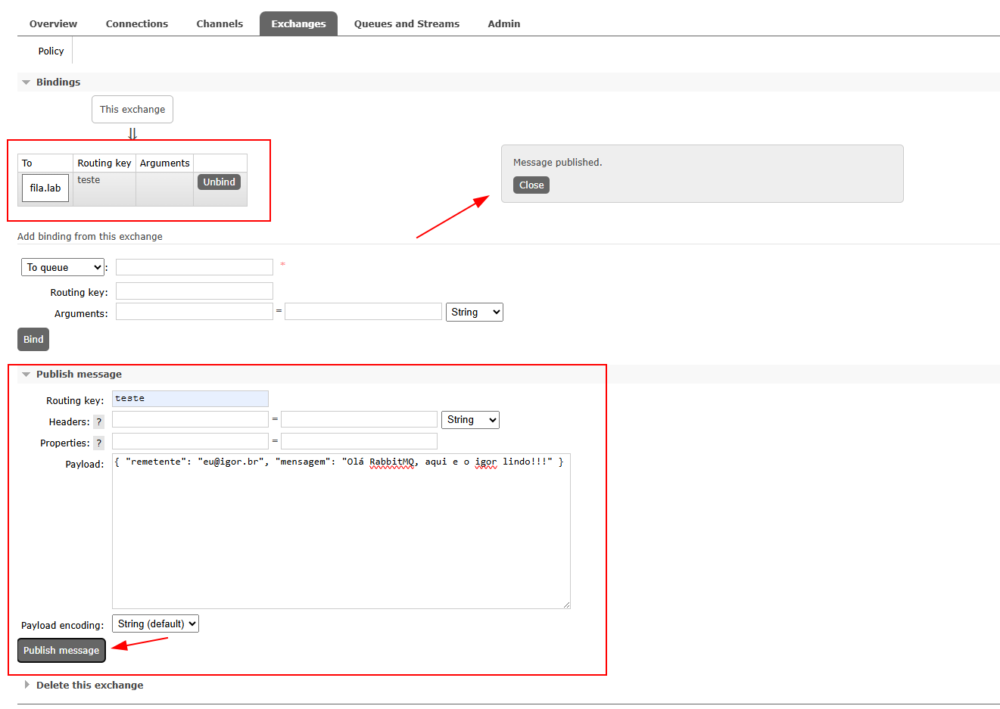 Overview Connections Channels Exchanges Queues and Streams Admin
Policy
Bindings
This exchange
⇓
To Routing key Arguments
fila.lab teste Unbind
Message published.
Close
Add binding from this exchange
To queue : *
Routing key:
Arguments: = String
Bind
Publish message
Routing key: teste
Headers: ? = String
Properties: ? =
Payload: { "remetente": "eu@igor.br", "mensagem": "Olá RabbitMQ, aqui e o igor lindo!!!" }
Payload encoding: String (default)
Publish message
Delete this exchange